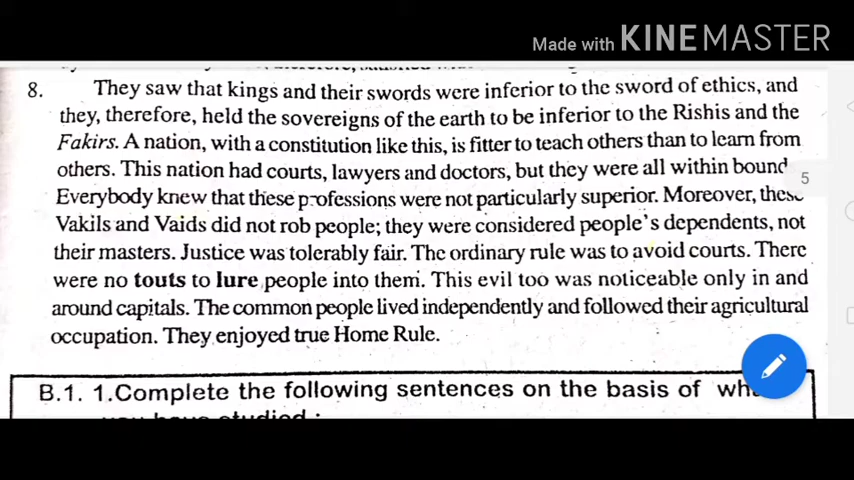 Made with KINEMASTER
8. They saw that kings and their swords were inferior to the sword of ethics, and
they, therefore, held the sovereigns of the earth to be inferior to the Rishis and the
Fakirs. A nation, with a constitution like this, is fitter to teach others than to learn from
others. This nation had courts, lawyers and doctors, but they were all within bound
5
Everybody knew that these professions were not particularly superior. Moreover, these
Vakils and Vaids did not rob people; they were considered people's dependents, not
their masters. Justice was tolerably fair. The ordinary rule was to avoid courts. There
were no touts to lure people into them. This evil too was noticeable only in and
around capitals. The common people lived independently and followed their agricultural
occupation. They enjoyed true Home Rule.
B.1. 1.Complete the following sentences on the basis of
you have studied :